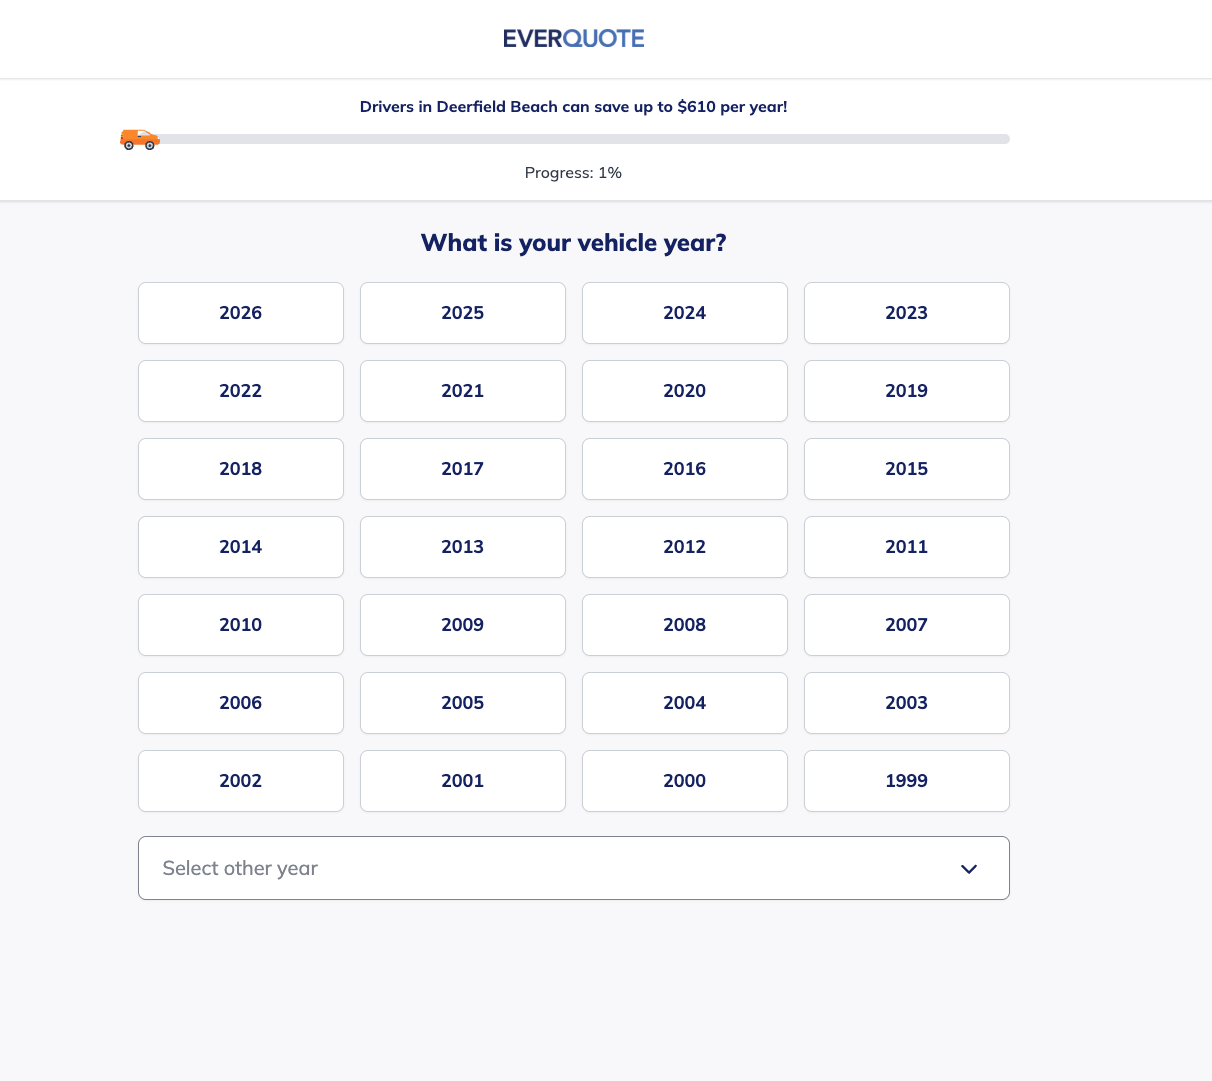 EVERQUOTE
Drivers in Deerfield Beach can save up to $610 per year!
Progress: 1%
What is your vehicle year?
2026 2025 2024 2023
2022 2021 2020 2019
2018 2017 2016 2015
2014 2013 2012 2011
2010 2009 2008 2007
2006 2005 2004 2003
2002 2001 2000 1999
Select other year